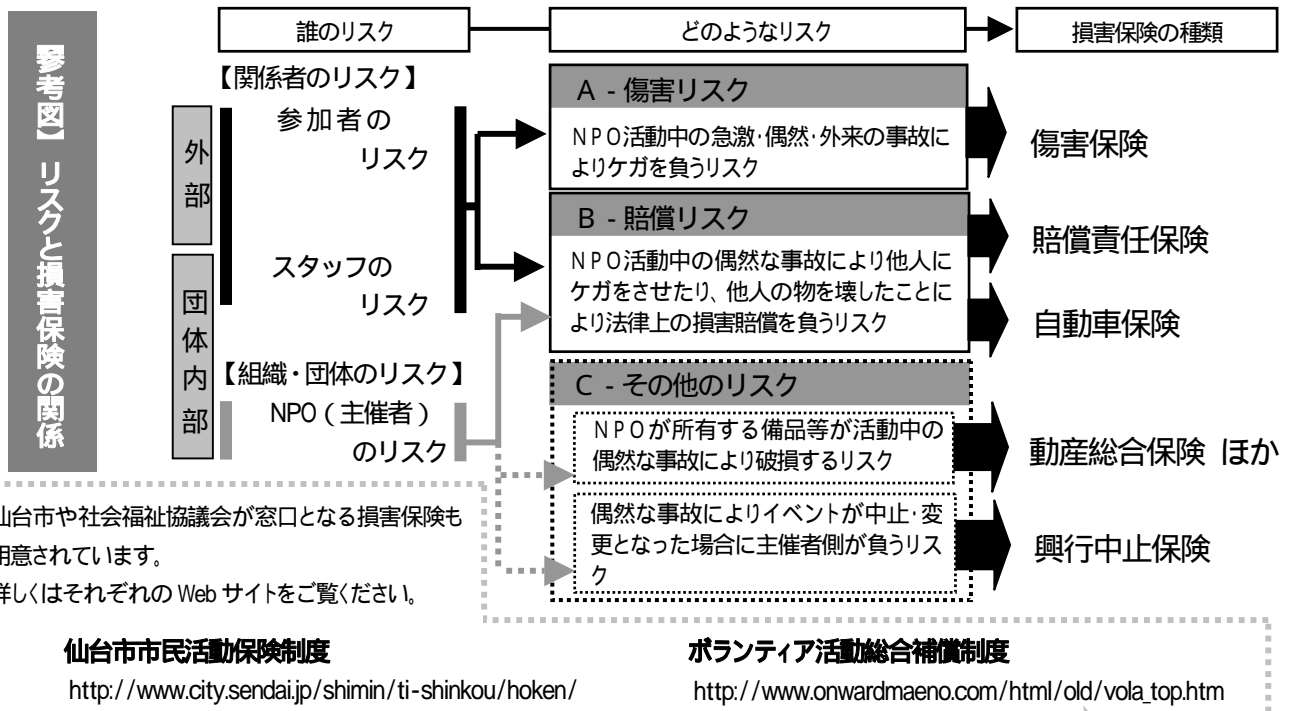 参考図】 リスクと損害保険の関係
誰のリスク
どのようなリスク
損害保険の種類
【関係者のリスク】
外部
団体内部
参加者の
リスク
スタッフの
リスク
【組織・団体のリスク】
NPO（主催者）
のリスク
A - 傷害リスク
NPO活動中の急激・偶然・外来の事故に
よりケガを負うリスク
B - 賠償リスク
NPO活動中の偶然な事故により他人に
ケガをさせたり、他人の物を壊したことに
より法律上の損害賠償を負うリスク
C - その他のリスク
NPOが所有する備品等が活動中の
偶然な事故により破損するリスク
偶然な事故によりイベントが中止・変
更となった場合に主催者側が負うリス
ク
傷害保険
賠償責任保険
自動車保険
動産総合保険 ほか
興行中止保険
仙台市や社会福祉協議会が窓口となる損害保険も
用意されています。
詳しくはそれぞれの Web サイトをご覧ください。
仙台市市民活動保険制度
http://www.city.sendai.jp/shimin/ti-shinkou/hoken/
ボランティア活動総合補償制度
http://www.onwardmaeno.com/html/old/vola_top.htm